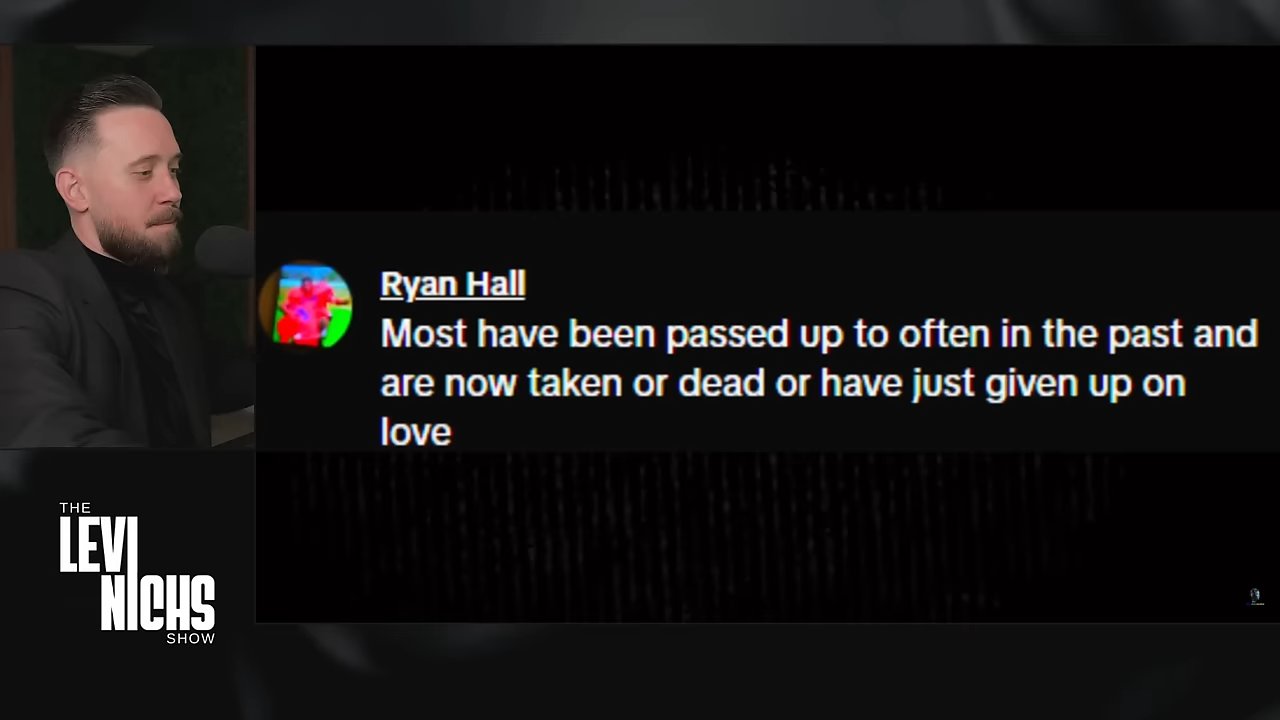 Ryan Hall
Most have been passed up to often in the past and
are now taken or dead or have just given up on
love
THE
LEVI
NICHS
SHOW